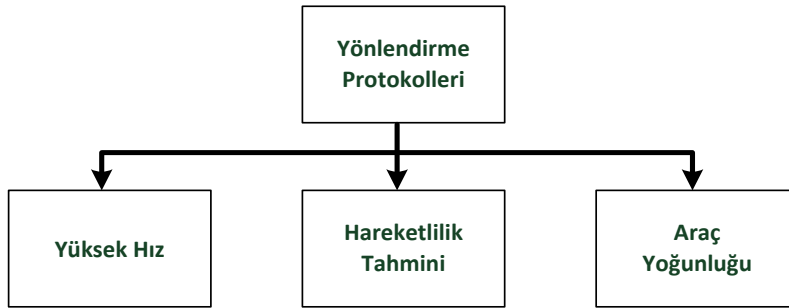 Yönlendirme
Protokolleri
Yüksek Hız
Hareketlilik
Tahmini
Araç
Yoğunluğu